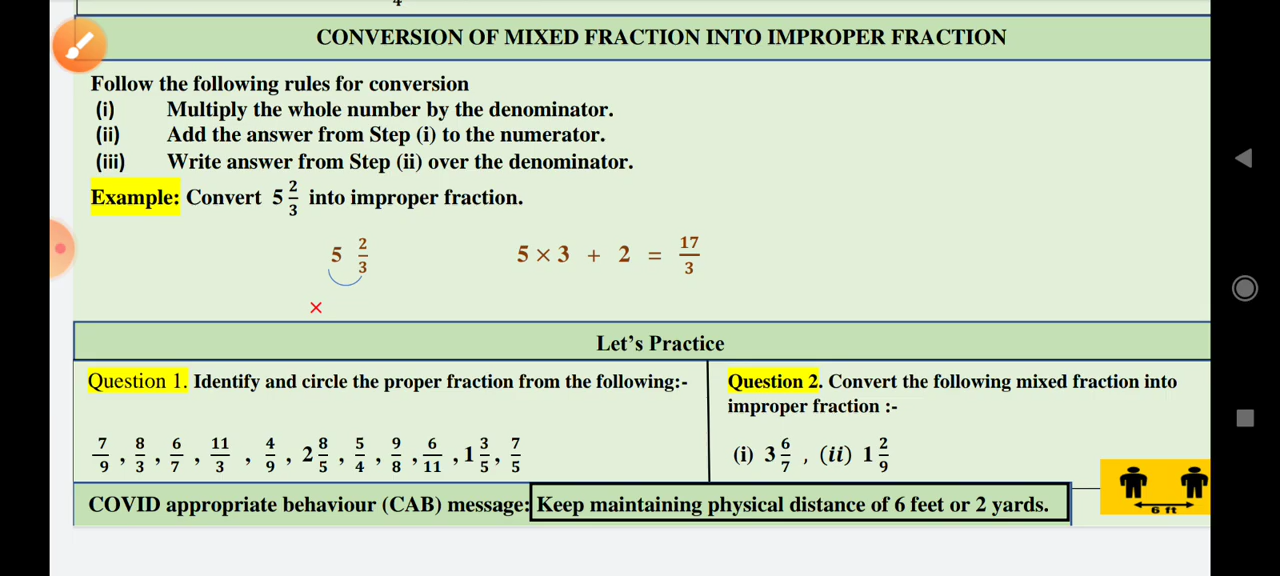 4
CONVERSION OF MIXED FRACTION INTO IMPROPER FRACTION
Follow the following rules for conversion
(i) Multiply the whole number by the denominator.
(ii) Add the answer from Step (i) to the numerator.
(iii) Write answer from Step (ii) over the denominator.
Example: Convert 5 2/3 into improper fraction.
5 2/3 5 × 3 + 2 = 17/3
×
Let's Practice
Question 1. Identify and circle the proper fraction from the following:-
7/9 , 8/3 , 6/7 , 11/3 , 4/9 , 2 8/5 , 5/4 , 9/8 , 6/11 , 1 3/5 , 7/5
Question 2. Convert the following mixed fraction into
improper fraction :-
(i) 3 6/7 , (ii) 1 2/9
COVID appropriate behaviour (CAB) message: Keep maintaining physical distance of 6 feet or 2 yards.
6 ft